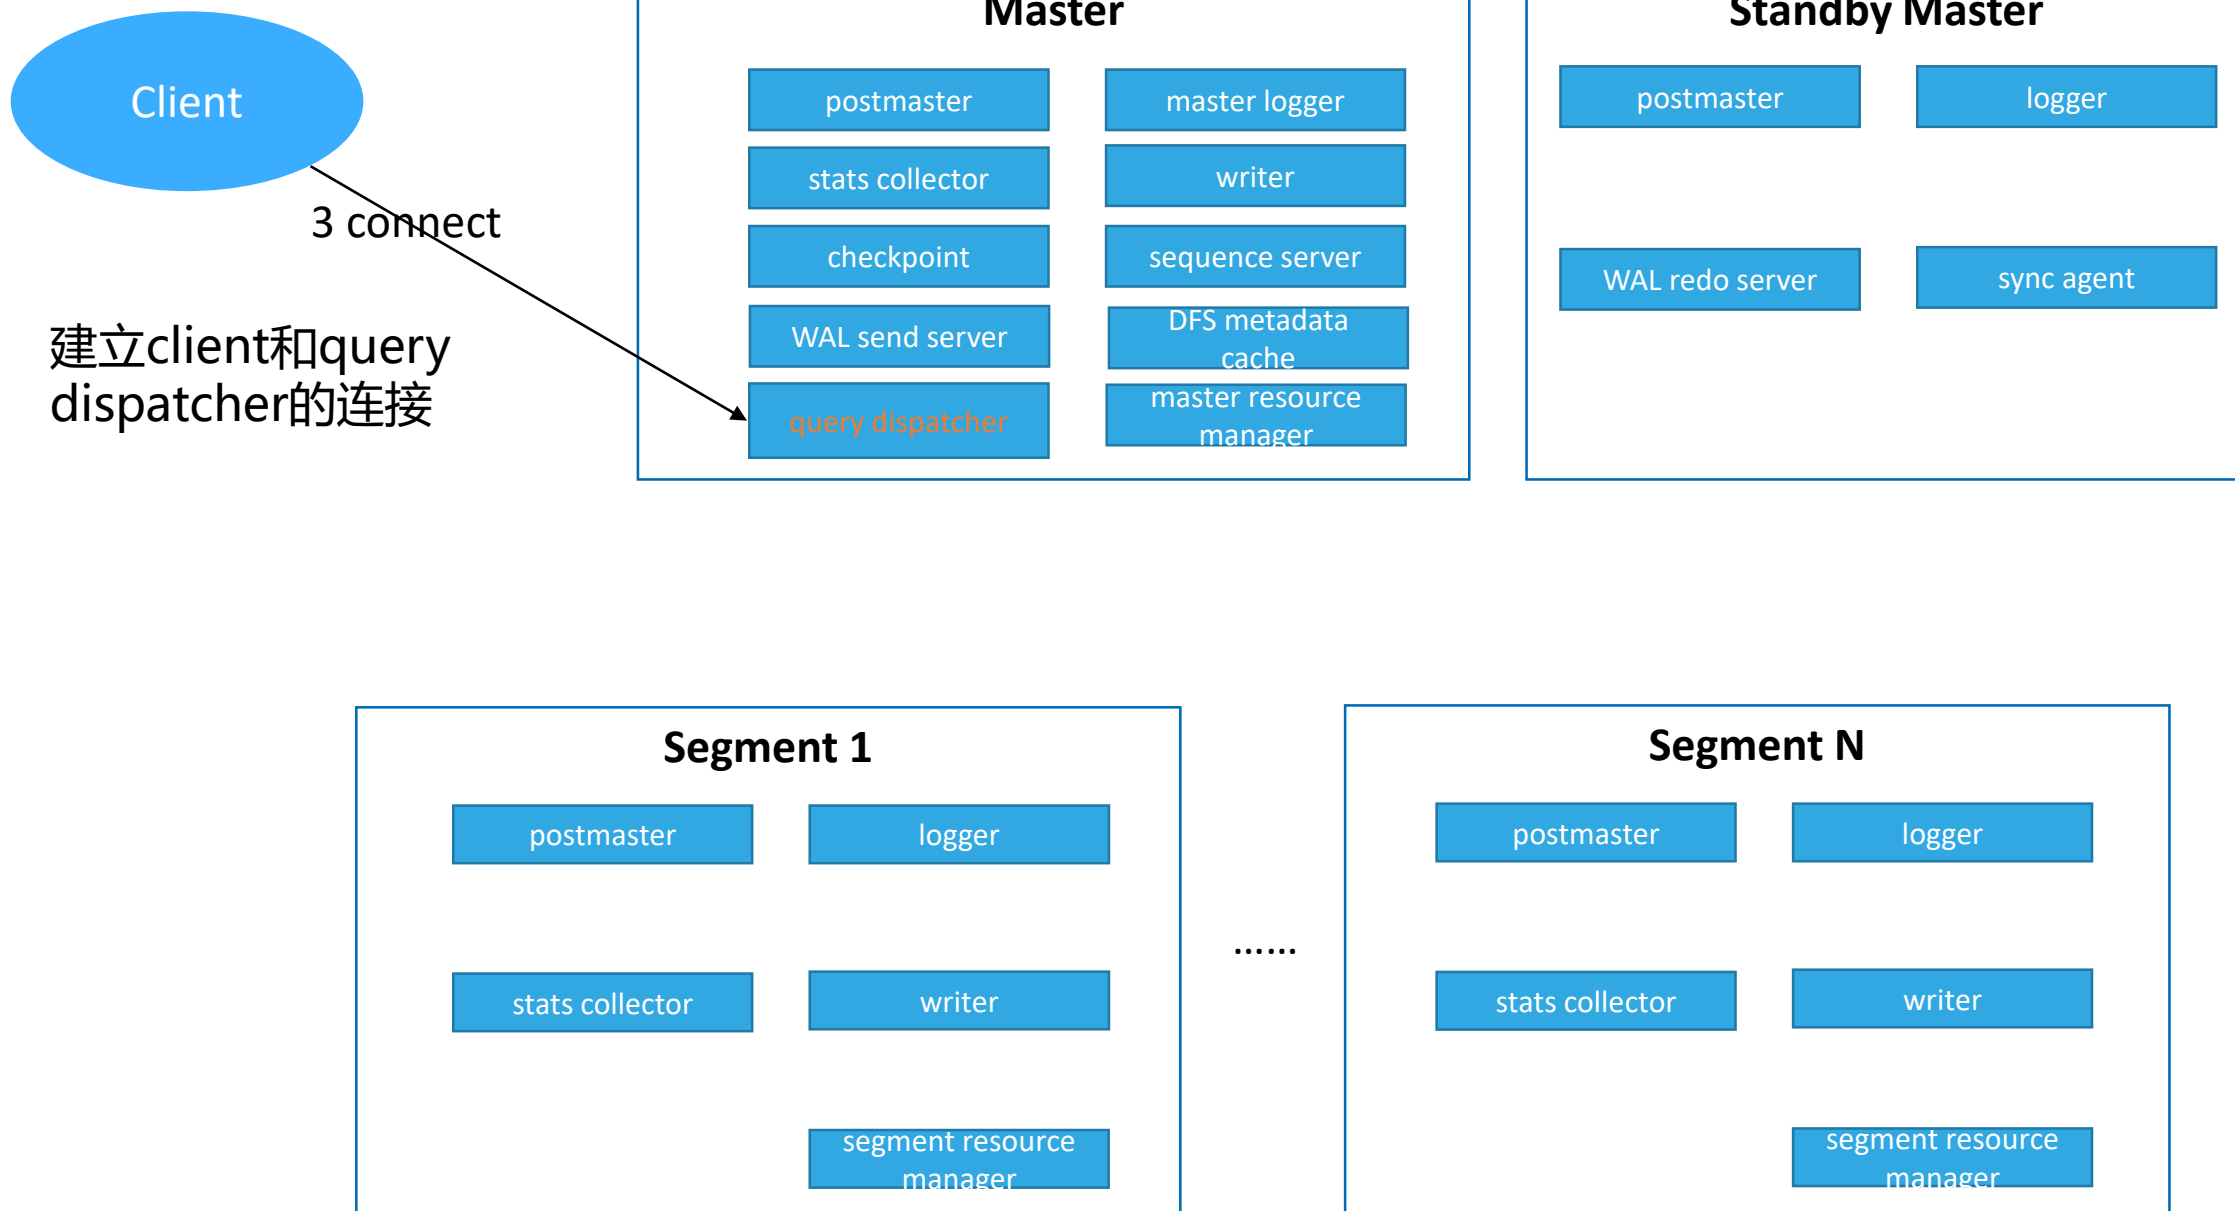 Master
Standby Master
Client
postmaster
master logger
postmaster
logger
stats collector
writer
3 connect
checkpoint
sequence server
WAL redo server
sync agent
WAL send server
DFS metadata
cache
建立client和query
dispatcher的连接
query dispatcher
master resource
manager
Segment 1
Segment N
postmaster
logger
postmaster
logger
……
stats collector
writer
stats collector
writer
segment resource
manager
segment resource
manager